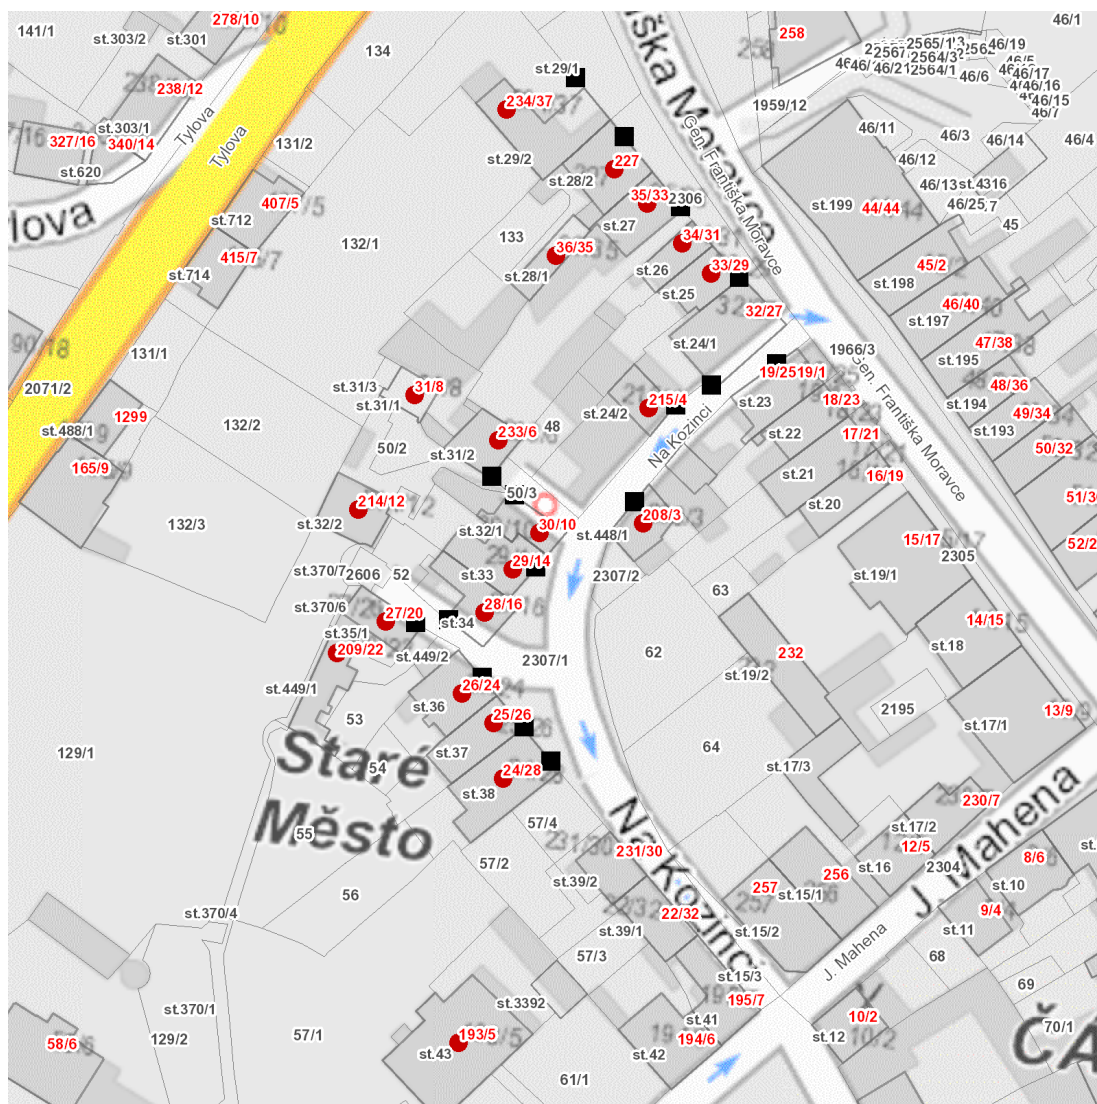 141/1
st.303/2
st.301
278/10
134
st.29/1
258
46/1
46/19
1959/12
238/12
234/37
Gen. Františka Moravce
46/17
46/16
46/15
46/7
46/6
46/11
46/3
46/14
46/4
327/16
st.303/1
340/14
Tylova
Tylova
131/2
st.29/2
227
st.28/2
46/12
46/13
st.4316
46/25
st.620
407/5
35/33
2306
st.199
44/44
45
st.712
st.27
132/1
133
36/35
34/31
415/7
st.714
st.28/1
st.26
33/29
45/2
st.198
st.25
32/27
46/40
st.197
131/1
st.24/1
1966/3
47/38
st.195
2071/2
st.31/3
31/8
st.31/1
19/25
19/1
48/36
215/4
st.24/2
st.23
18/23
st.194
49/34
1299
st.488/1
132/2
233/6
48
Na Kozinci
st.22
17/21
Gen. Františka Moravce
st.193
50/32
50/2
st.31/2
165/9
st.21
16/19
50/3
214/12
st.20
st.32/2
132/3
st.32/1
30/10
208/3
st.448/1
15/17
2305
st.370/7
2606
52
st.33
29/14
2307/2
st.19/1
63
st.370/6
27/20
28/16
st.34
14/15
st.35/1
209/22
st.449/2
2307/1
62
232
st.18
st.449/1
26/24
st.36
st.19/2
53
25/26
2195
13/9
st.17/1
129/1
Staré
Město
54
st.37
24/28
st.38
64
st.17/3
230/7
55
57/4
st.17/2
12/5
Na Kozinci
J. Mahena
57/2
231/30
st.16
2304
8/6
st.39/2
256
257
st.15/1
st.10
56
22/32
st.370/4
st.39/1
st.15/2
9/4
st.11
J. Mahena
57/3
68
st.15/3
69
195/7
st.370/1
st.3392
st.41
10/2
70/1
58/6
129/2
57/1
193/5
st.43
194/6
st.42
st.12
61/1